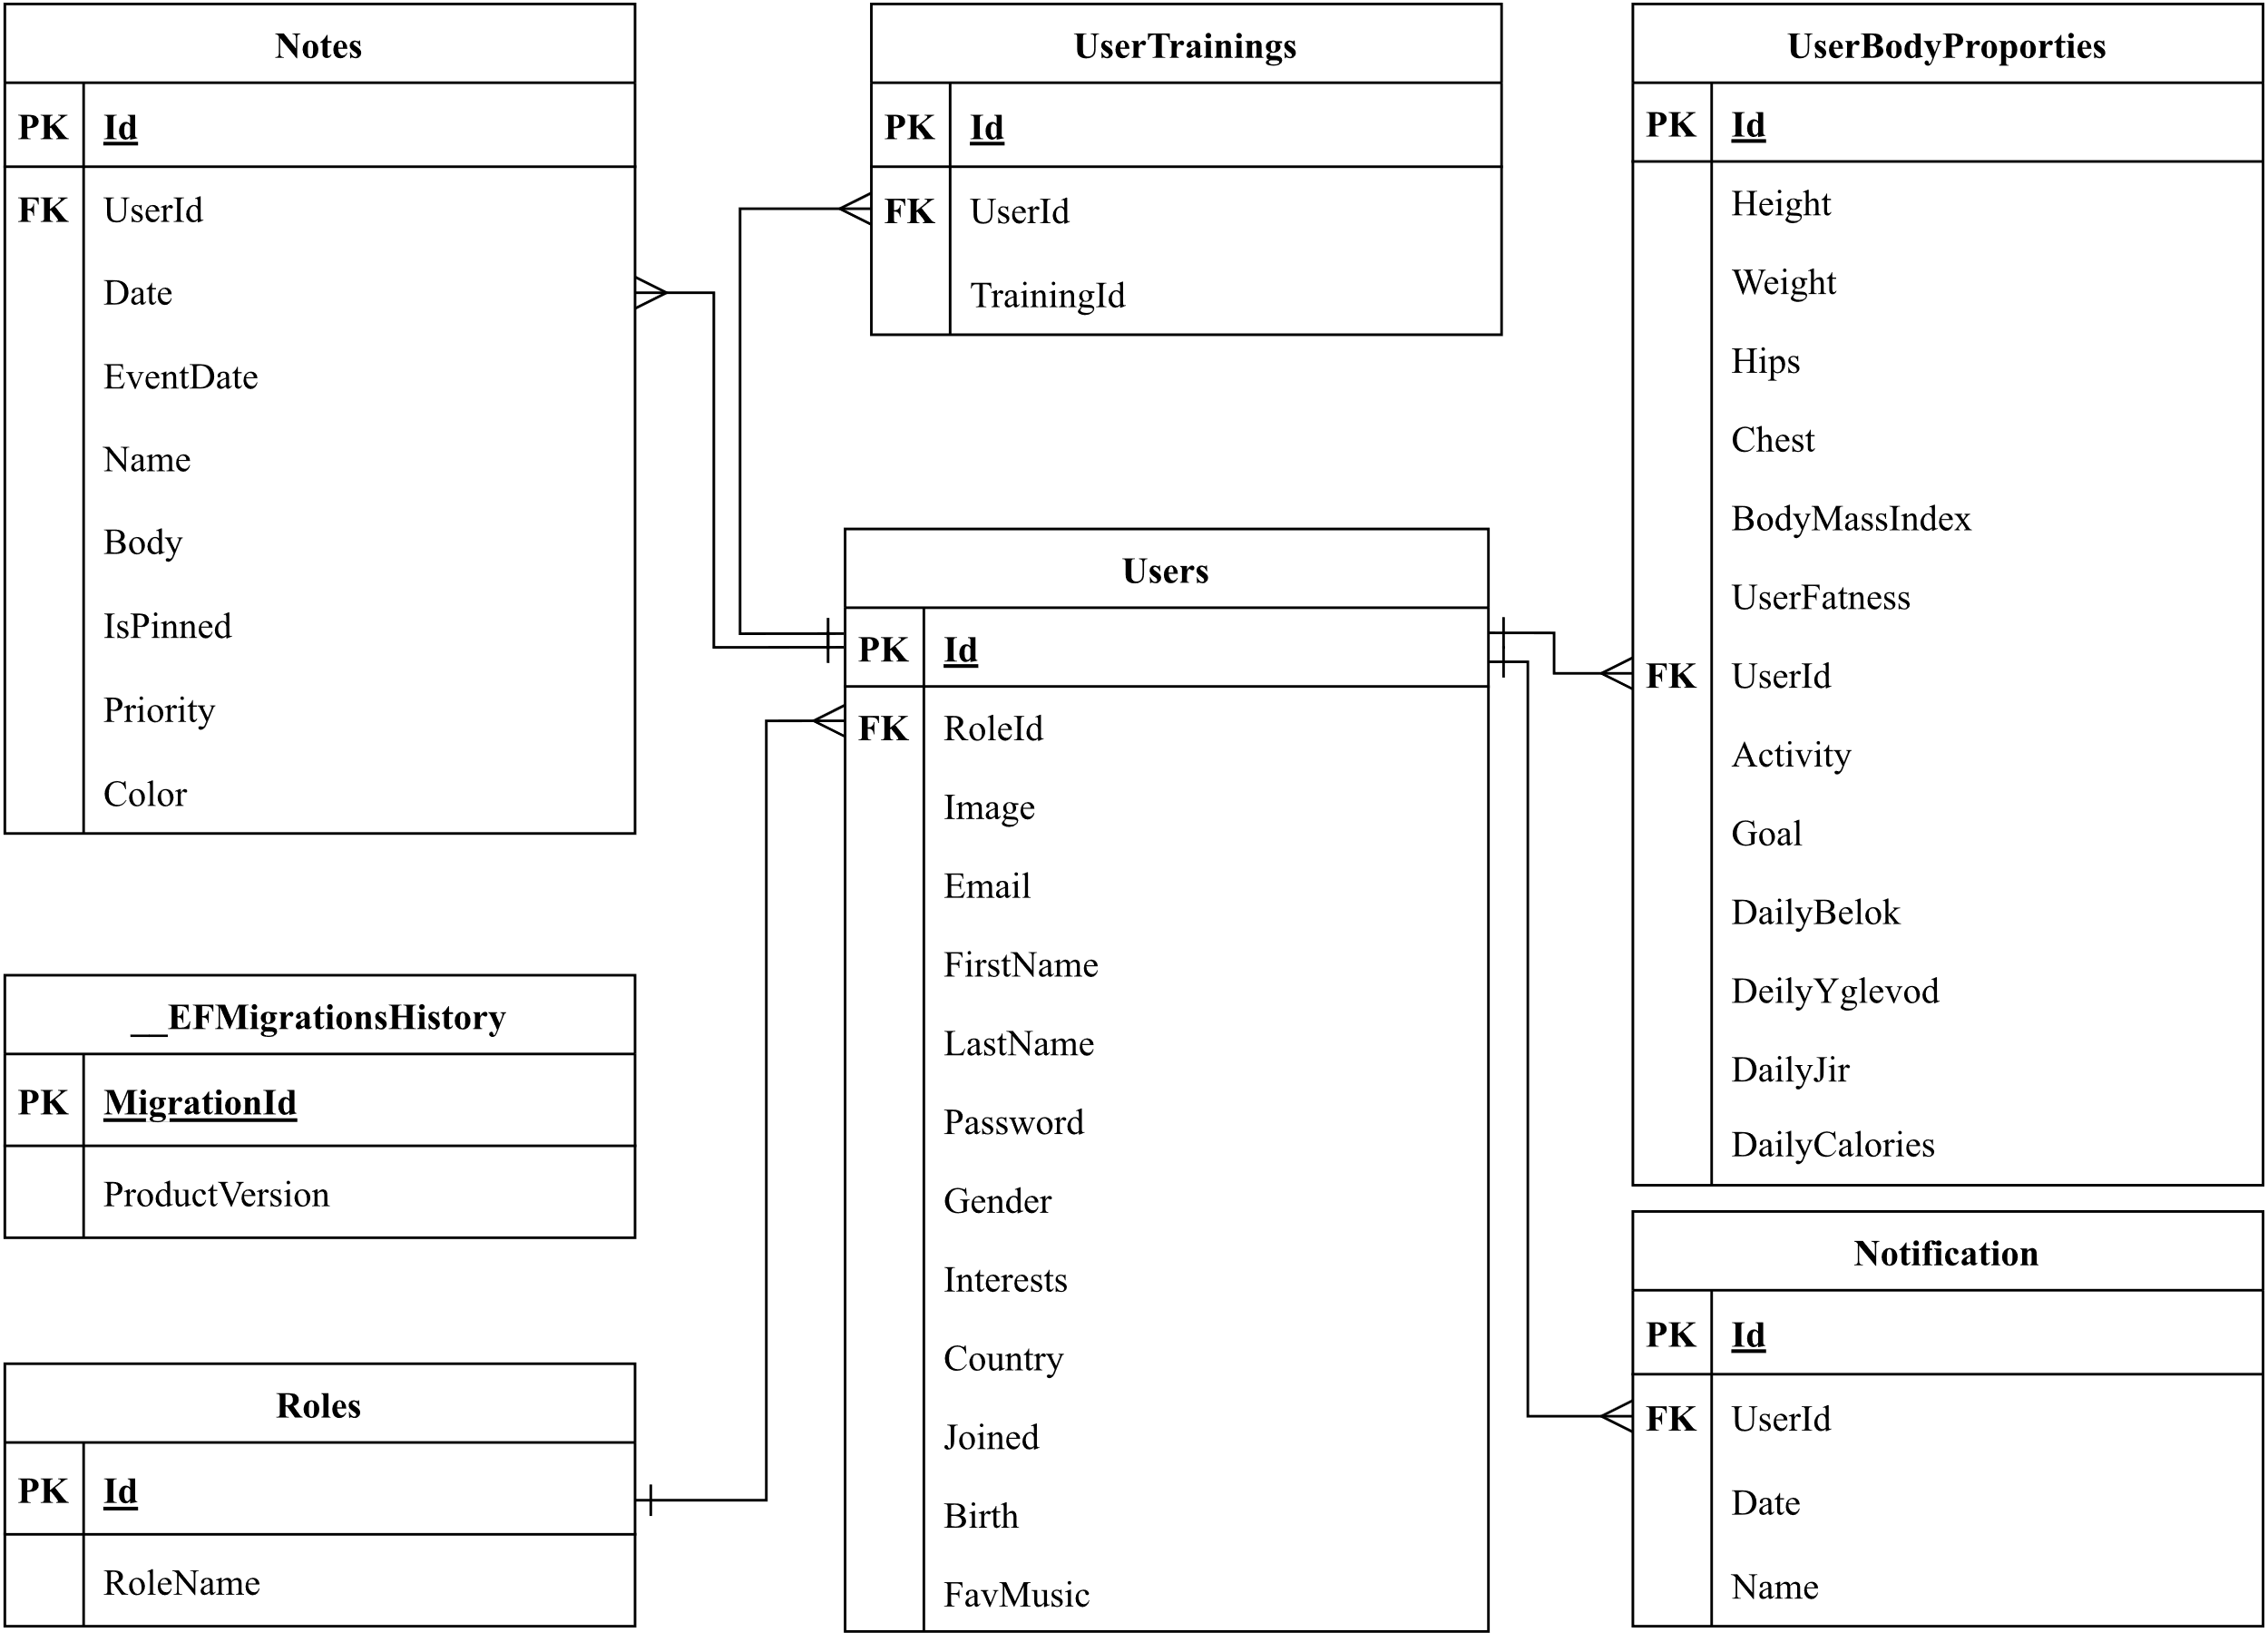 Notes
PK Id
FK UserId
Date
EventDate
Name
Body
IsPinned
Priority
Color
UserTrainings
PK Id
FK UserId
TrainingId
UserBodyProporties
PK Id
Height
Weight
Hips
Chest
BodyMassIndex
UserFatness
FK UserId
Activity
Goal
DailyBelok
DeilyYglevod
DailyJir
DailyCalories
Users
PK Id
FK RoleId
Image
Email
FirstName
LastName
Password
Gender
Interests
Country
Joined
Birth
FavMusic
__EFMigrationsHistory
PK MigrationId
ProductVersion
Roles
PK Id
RoleName
Notification
PK Id
FK UserId
Date
Name